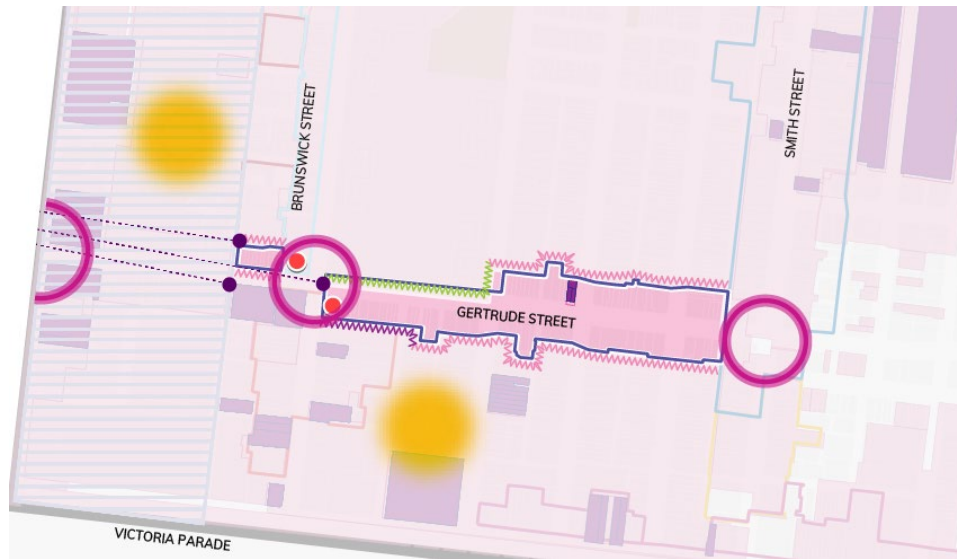 BRUNSWICK STREET
SMITH STREET
GERTRUDE STREET
VICTORIA PARADE